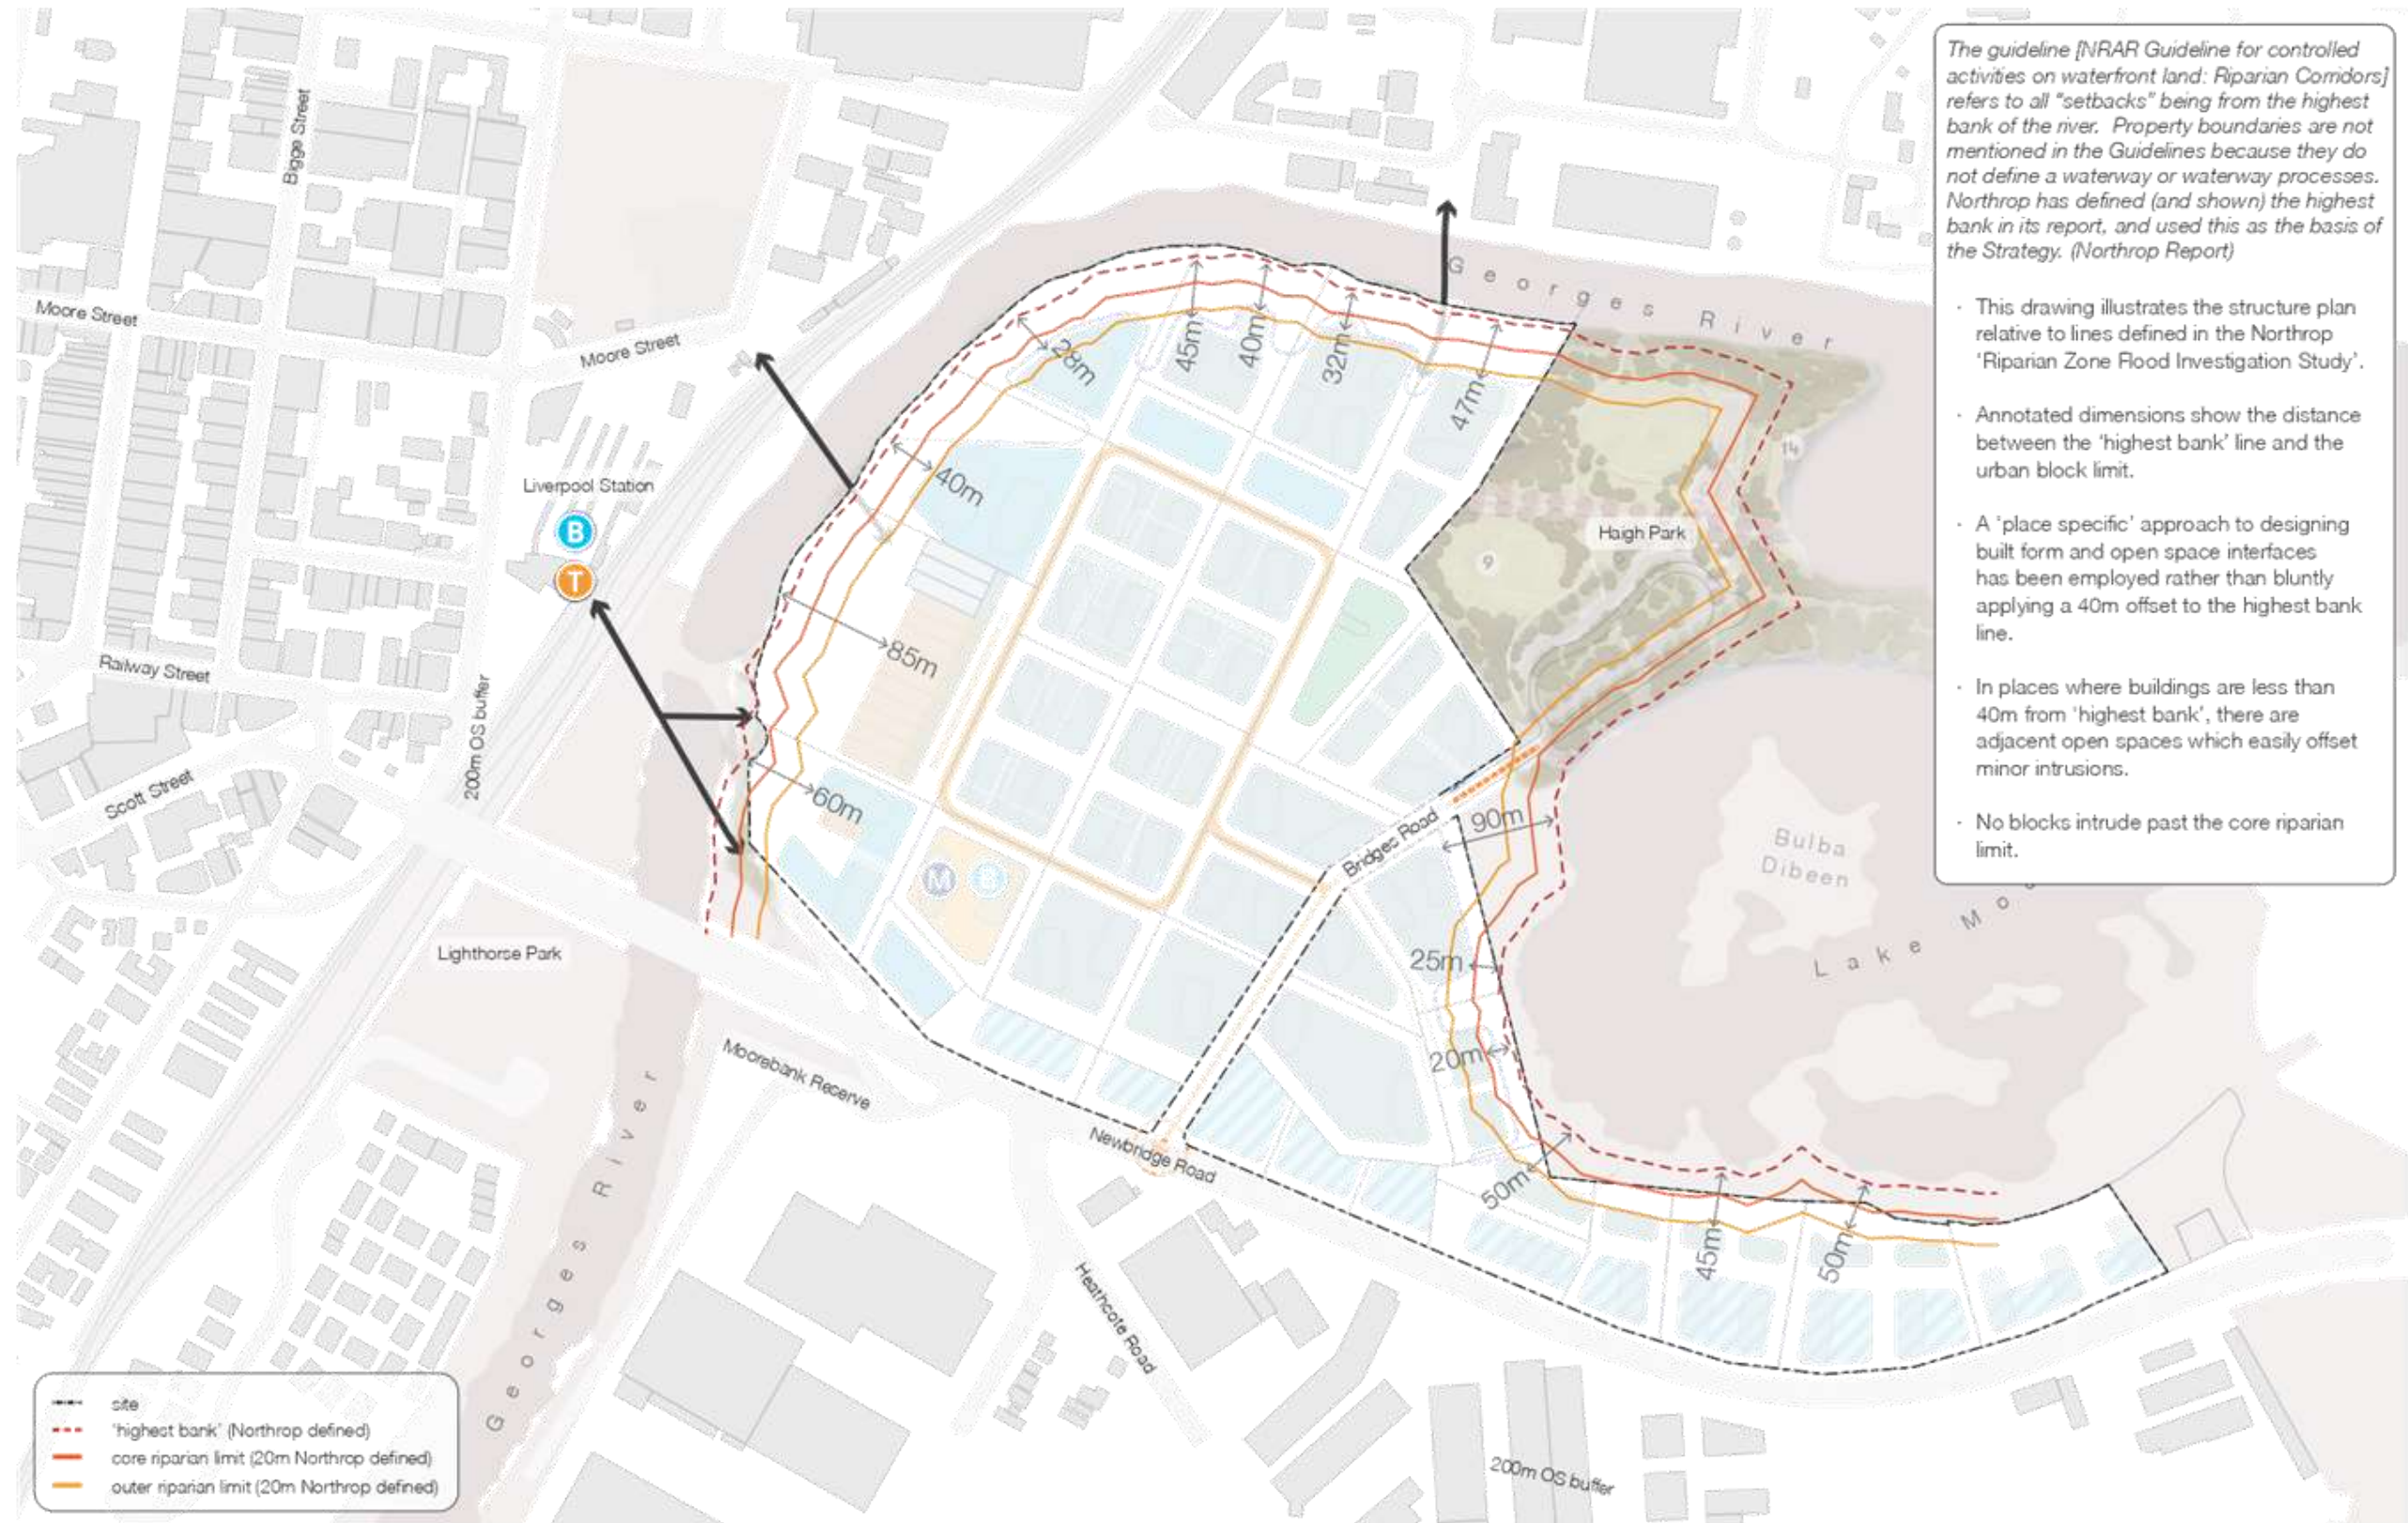 The guideline [NRAR Guideline for controlled
activities on waterfront land: Riparian Corridors]
refers to all "setbacks" being from the highest
bank of the river. Property boundaries are not
mentioned in the Guidelines because they do
not define a waterway or waterway processes.
Northrop has defined (and shown) the highest
bank in its report, and used this as the basis of
the Strategy. (Northrop Report)
· This drawing illustrates the structure plan
relative to lines defined in the Northrop
'Riparian Zone Flood Investigation Study'.
· Annotated dimensions show the distance
between the 'highest bank' line and the
urban block limit.
· A 'place specific' approach to designing
built form and open space interfaces
has been employed rather than bluntly
applying a 40m offset to the highest bank
line.
· In places where buildings are less than
40m from 'highest bank', there are
adjacent open spaces which easily offset
minor intrusions.
· No blocks intrude past the core riparian
limit.
Bigge Street
Moore Street
Moore Street
Liverpool Station
B
T
Railway Street
Scott Street
200m OS buffer
Lighthorse Park
Georges River
Moorebank Reserve
Newbridge Road
Heathcote Road
200m OS buffer
Georges River
28m
45m
40m
32m
47m
40m
85m
60m
14
Haigh Park
9
M
B
Bridges Road
90m
25m
20m
50m
45m
50m
Bulba
Dibeen
Lake Mo
site
'highest bank' (Northrop defined)
core riparian limit (20m Northrop defined)
outer riparian limit (20m Northrop defined)